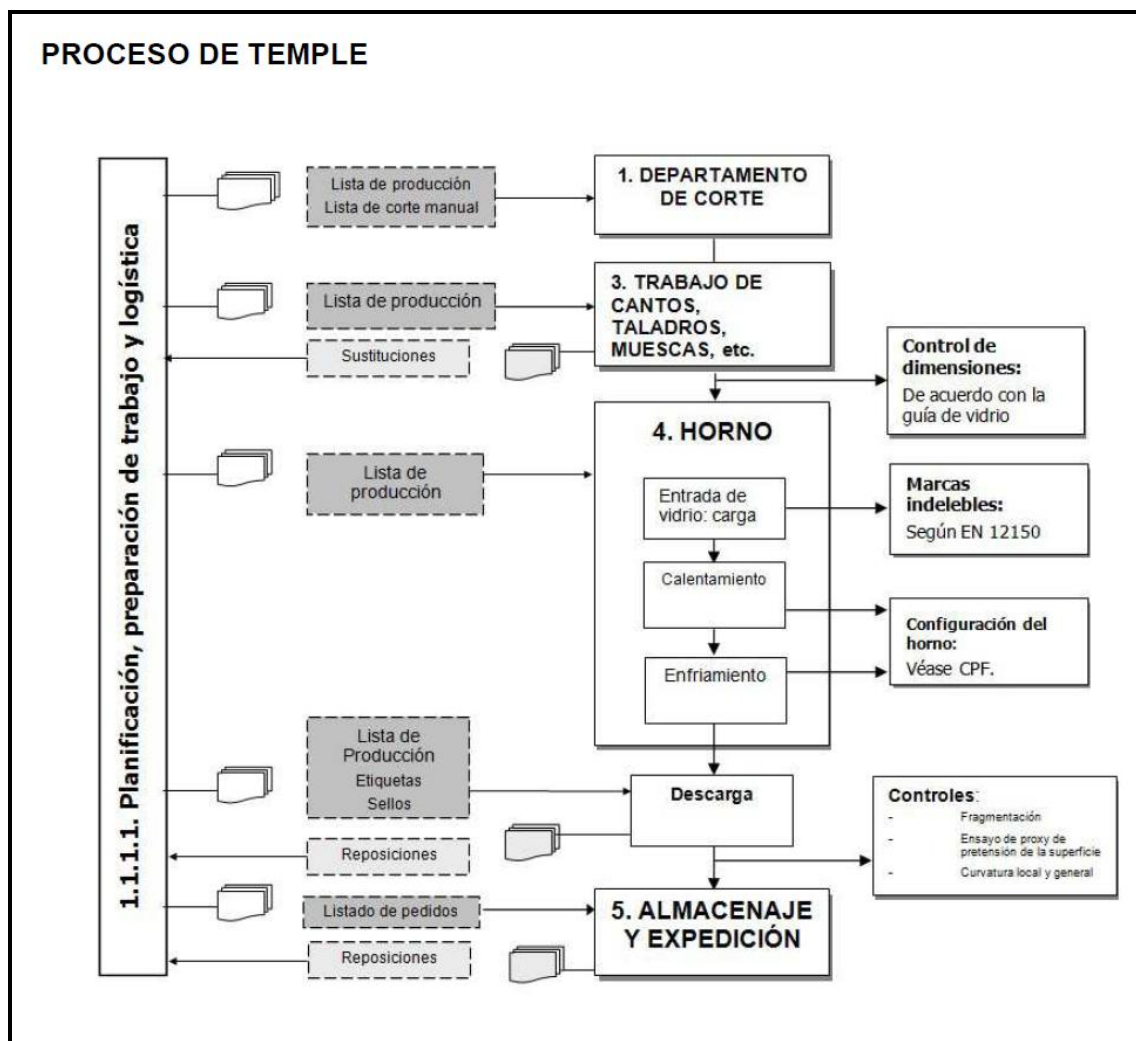 PROCESO DE TEMPLE
1.1.1.1. Planificación, preparación de trabajo y logística
Lista de producción
Lista de corte manual
1. DEPARTAMENTO
DE CORTE
Lista de producción
3. TRABAJO DE
CANTOS,
TALADROS,
MUESCAS, etc.
Sustituciones
Control de
dimensiones:
De acuerdo con la
guía de vidrio
4. HORNO
Lista de
producción
Entrada de
vidrio: carga
Marcas
indelebles:
Según EN 12150
Calentamiento
Configuración del
horno:
Véase CPF.
Enfriamiento
Lista de
Producción
Etiquetas
Sellos
Descarga
Controles:
- Fragmentación
- Ensayo de proxy de
pretensión de la superficie
- Curvatura local y general
Reposiciones
Listado de pedidos
5. ALMACENAJE
Y EXPEDICIÓN
Reposiciones